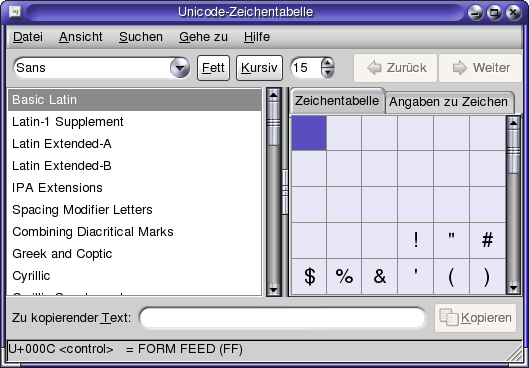 Unicode-Zeichentabelle
Datei Ansicht Suchen Gehe zu Hilfe
Sans Fett Kursiv 15 Zurück Weiter
Basic Latin
Latin-1 Supplement
Latin Extended-A
Latin Extended-B
IPA Extensions
Spacing Modifier Letters
Combining Diacritical Marks
Greek and Coptic
Cyrillic
Zeichentabelle Angaben zu Zeichen
! " #
$ % & ' ( )
Zu kopierender Text: Kopieren
U+000C <control> = FORM FEED (FF)